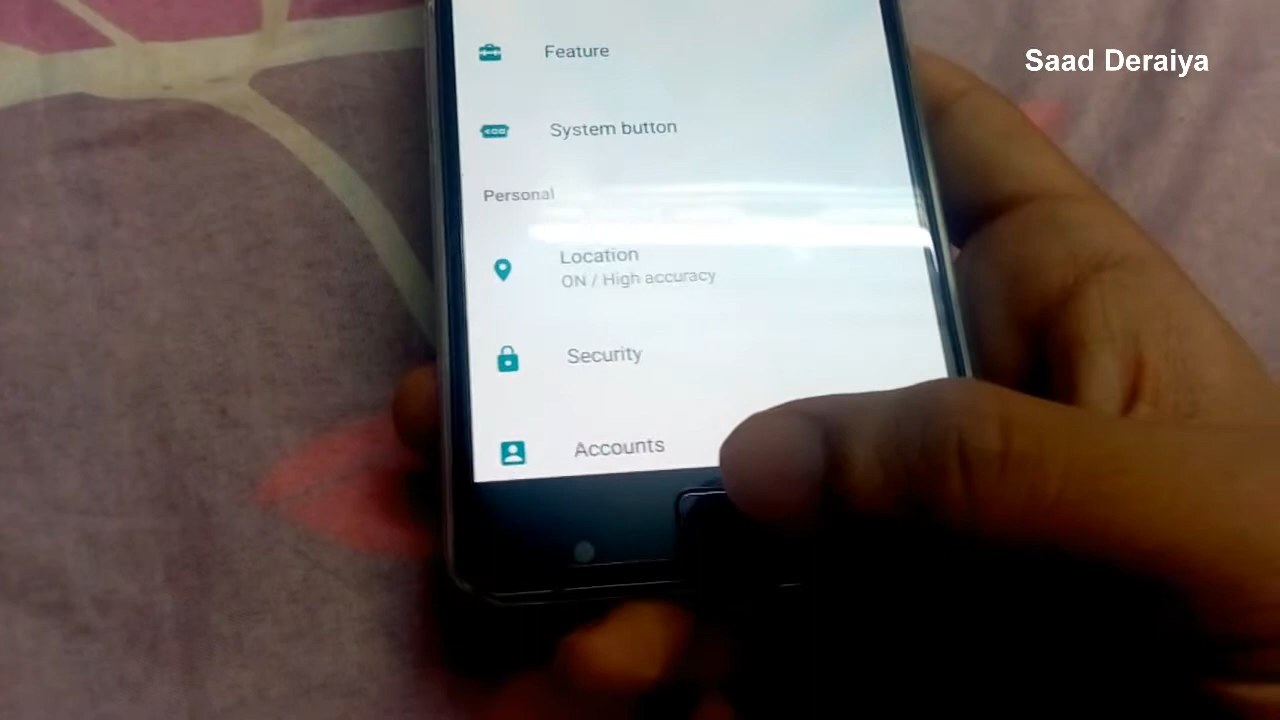 Saad Deraiya
Feature
System button
Personal
Location
ON / High accuracy
Security
Accounts